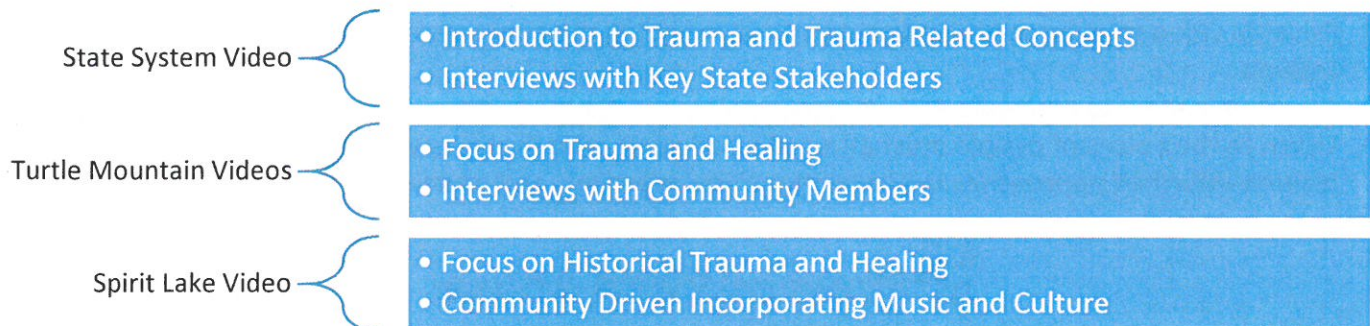 State System Video
• Introduction to Trauma and Trauma Related Concepts
• Interviews with Key State Stakeholders
Turtle Mountain Videos
• Focus on Trauma and Healing
• Interviews with Community Members
Spirit Lake Video
• Focus on Historical Trauma and Healing
• Community Driven Incorporating Music and Culture